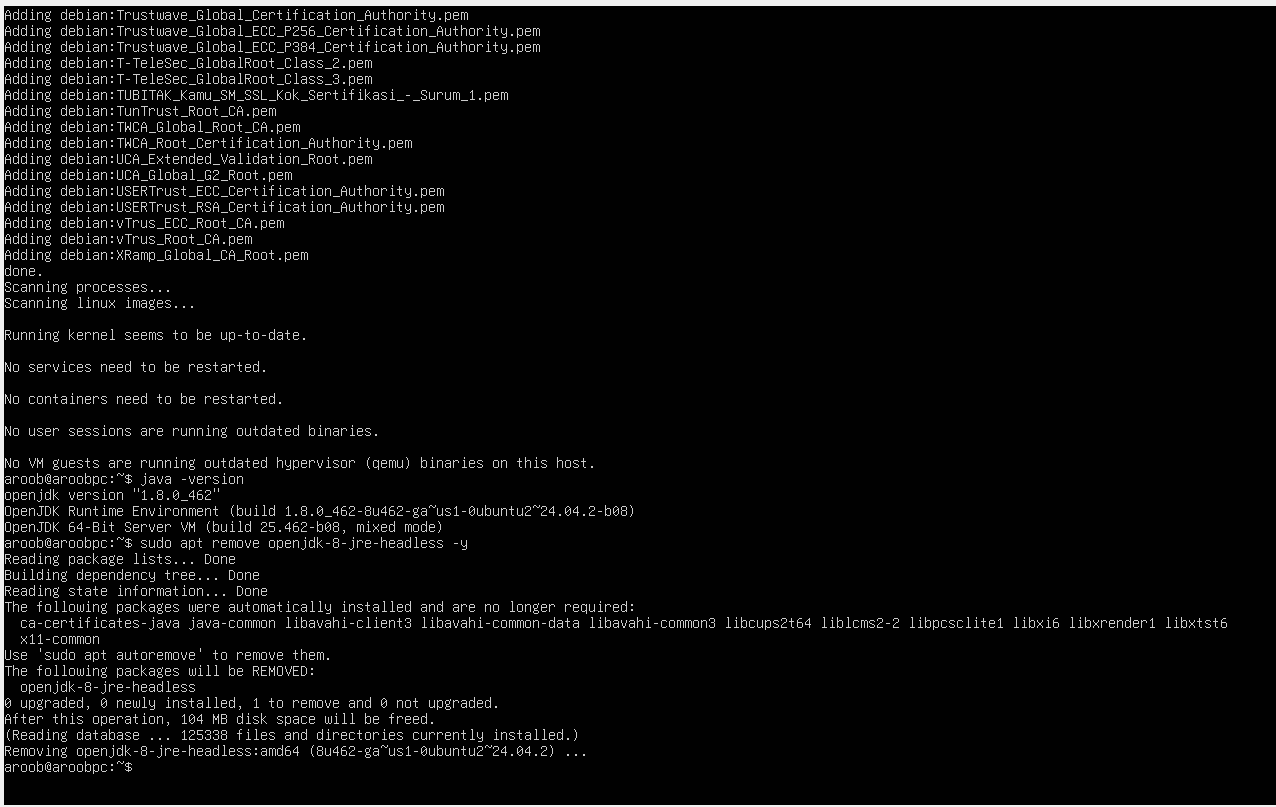 Adding debian:Trustwave_Global_Certification_Authority.pem
Adding debian:Trustwave_Global_ECC_P256_Certification_Authority.pem
Adding debian:Trustwave_Global_ECC_P384_Certification_Authority.pem
Adding debian:T-TeleSec_GlobalRoot_Class_2.pem
Adding debian:T-TeleSec_GlobalRoot_Class_3.pem
Adding debian:TUBITAK_Kamu_SM_SSL_Kok_Sertifikasi_-_Surum_1.pem
Adding debian:TunTrust_Root_CA.pem
Adding debian:TWCA_Global_Root_CA.pem
Adding debian:TWCA_Root_Certification_Authority.pem
Adding debian:UCA_Extended_Validation_Root.pem
Adding debian:UCA_Global_G2_Root.pem
Adding debian:USERTrust_ECC_Certification_Authority.pem
Adding debian:USERTrust_RSA_Certification_Authority.pem
Adding debian:vTrus_ECC_Root_CA.pem
Adding debian:vTrus_Root_CA.pem
Adding debian:XRamp_Global_CA_Root.pem
done.
Scanning processes...
Scanning linux images...
Running kernel seems to be up-to-date.
No services need to be restarted.
No containers need to be restarted.
No user sessions are running outdated binaries.
No VM guests are running outdated hypervisor (qemu) binaries on this host.
aroob@aroobpc:~$ java -version
openjdk version "1.8.0_462"
OpenJDK Runtime Environment (build 1.8.0_462-8u462-ga~us1-0ubuntu2~24.04.2-b08)
OpenJDK 64-Bit Server VM (build 25.462-b08, mixed mode)
aroob@aroobpc:~$ sudo apt remove openjdk-8-jre-headless -y
Reading package lists... Done
Building dependency tree... Done
Reading state information... Done
The following packages were automatically installed and are no longer required:
  ca-certificates-java java-common libavahi-client3 libavahi-common-data libavahi-common3 libcups2t64 liblcms2-2 libpcsclite1 libxi6 libxrender1 libxtst6
  x11-common
Use 'sudo apt autoremove' to remove them.
The following packages will be REMOVED:
  openjdk-8-jre-headless
0 upgraded, 0 newly installed, 1 to remove and 0 not upgraded.
After this operation, 104 MB disk space will be freed.
(Reading database ... 125338 files and directories currently installed.)
Removing openjdk-8-jre-headless:amd64 (8u462-ga~us1-0ubuntu2~24.04.2) ...
aroob@aroobpc:~$